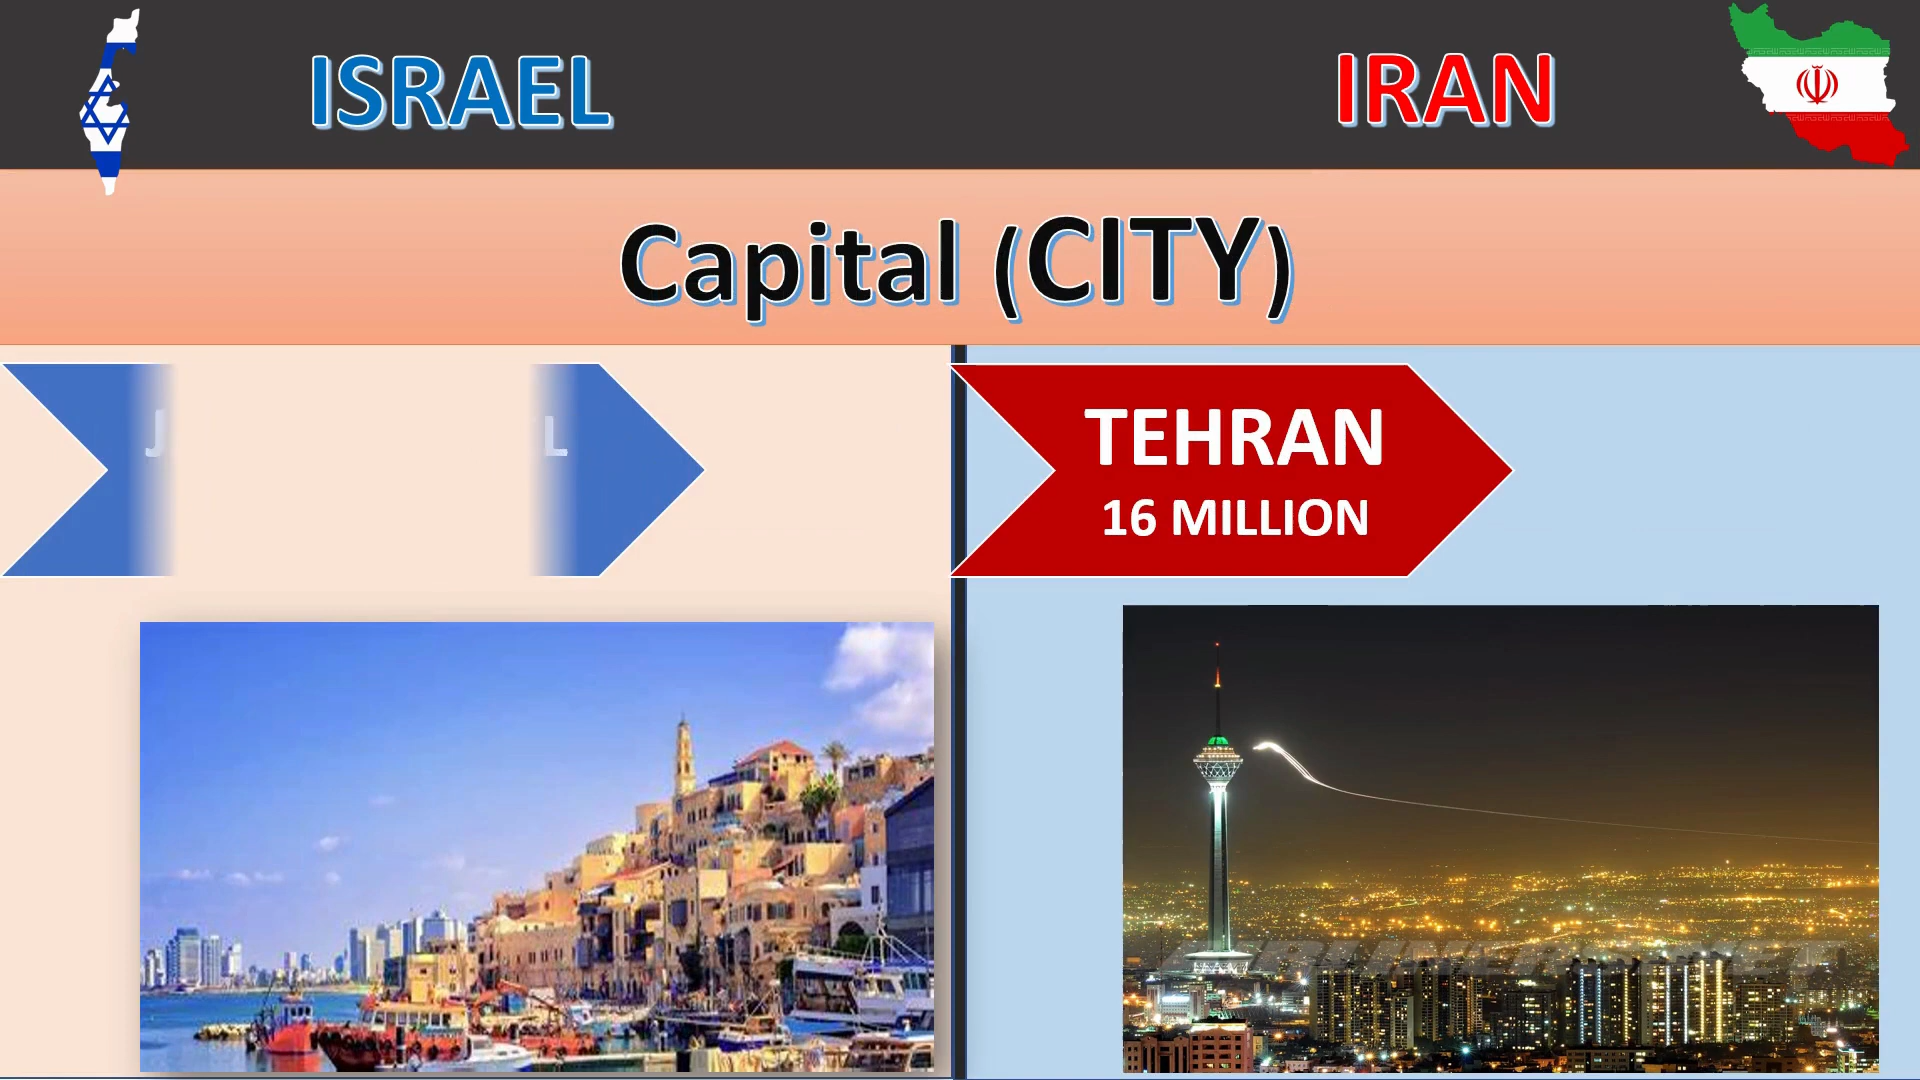 ISRAEL
IRAN
Capital (CITY)
TEHRAN
16 MILLION